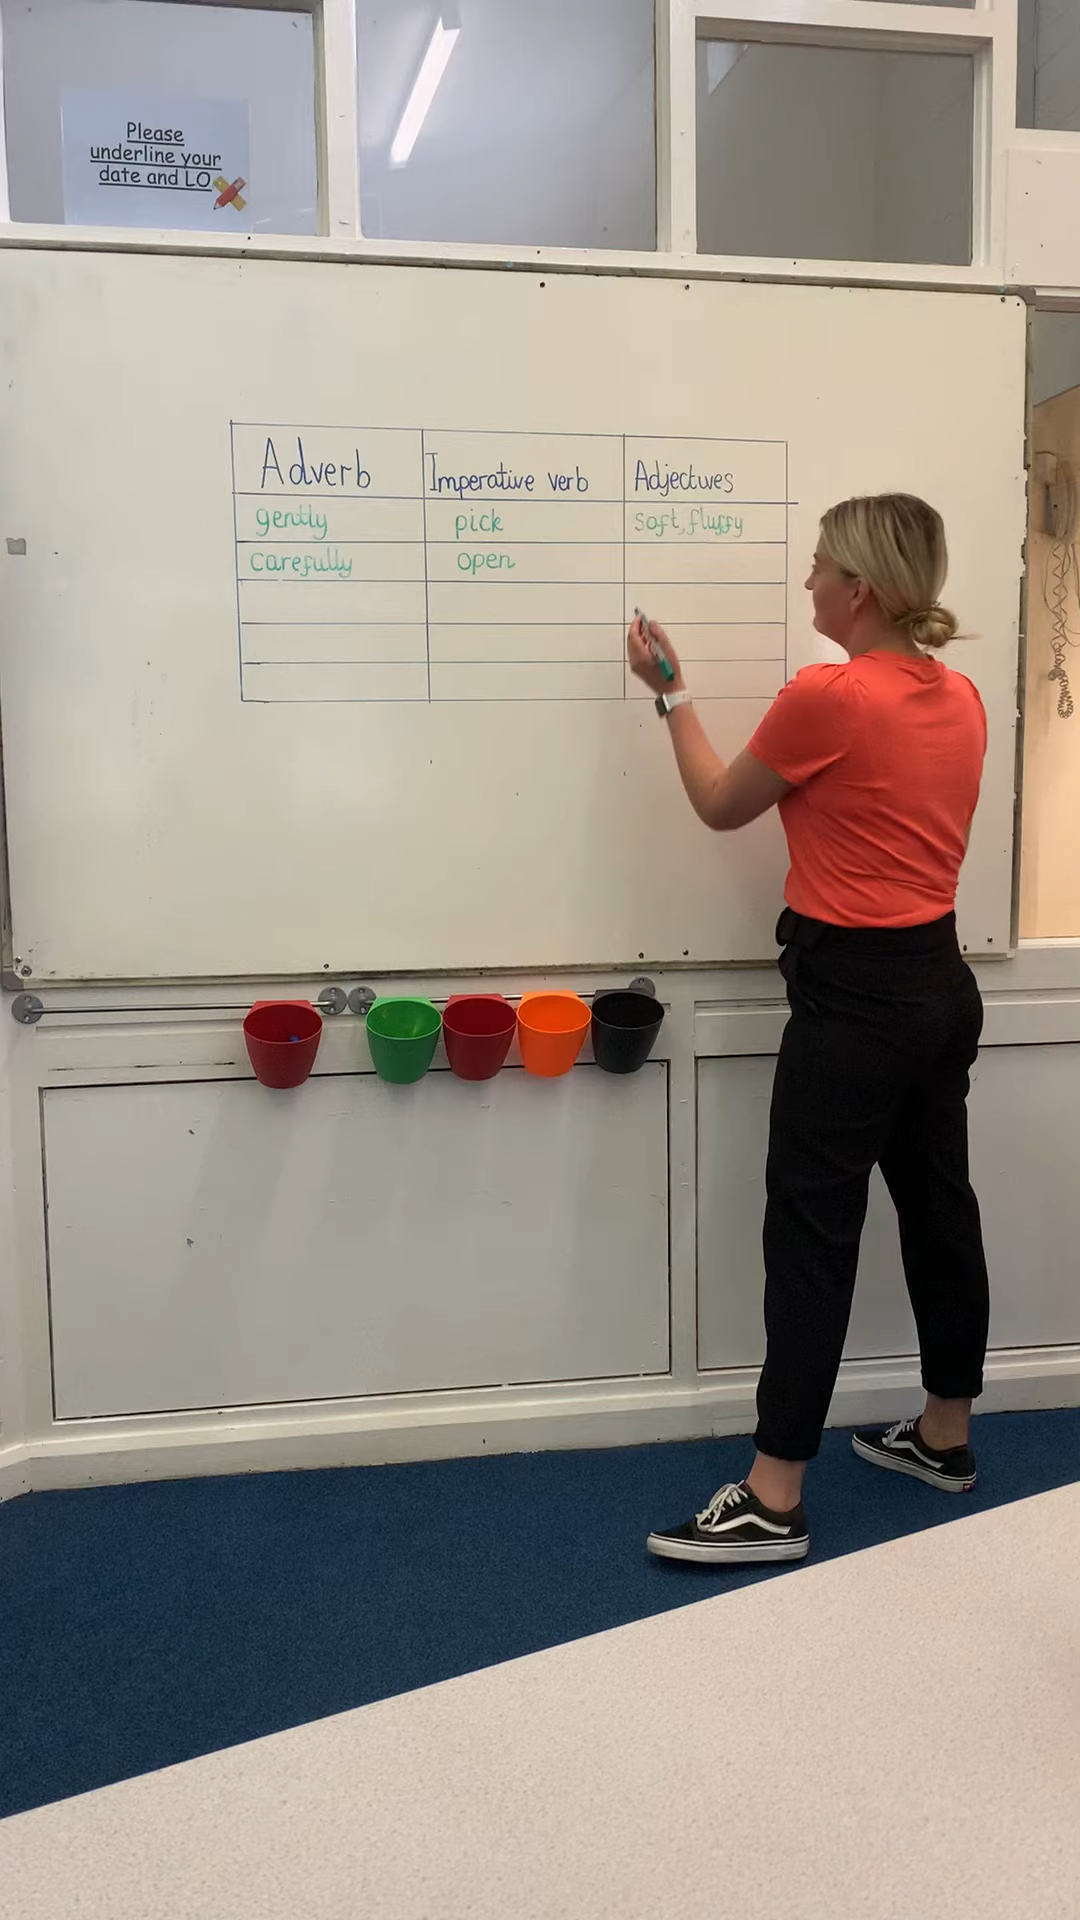 Please
underline your
date and LO
Adverb Imperative verb Adjectives
gently pick soft, fluffy
carefully open